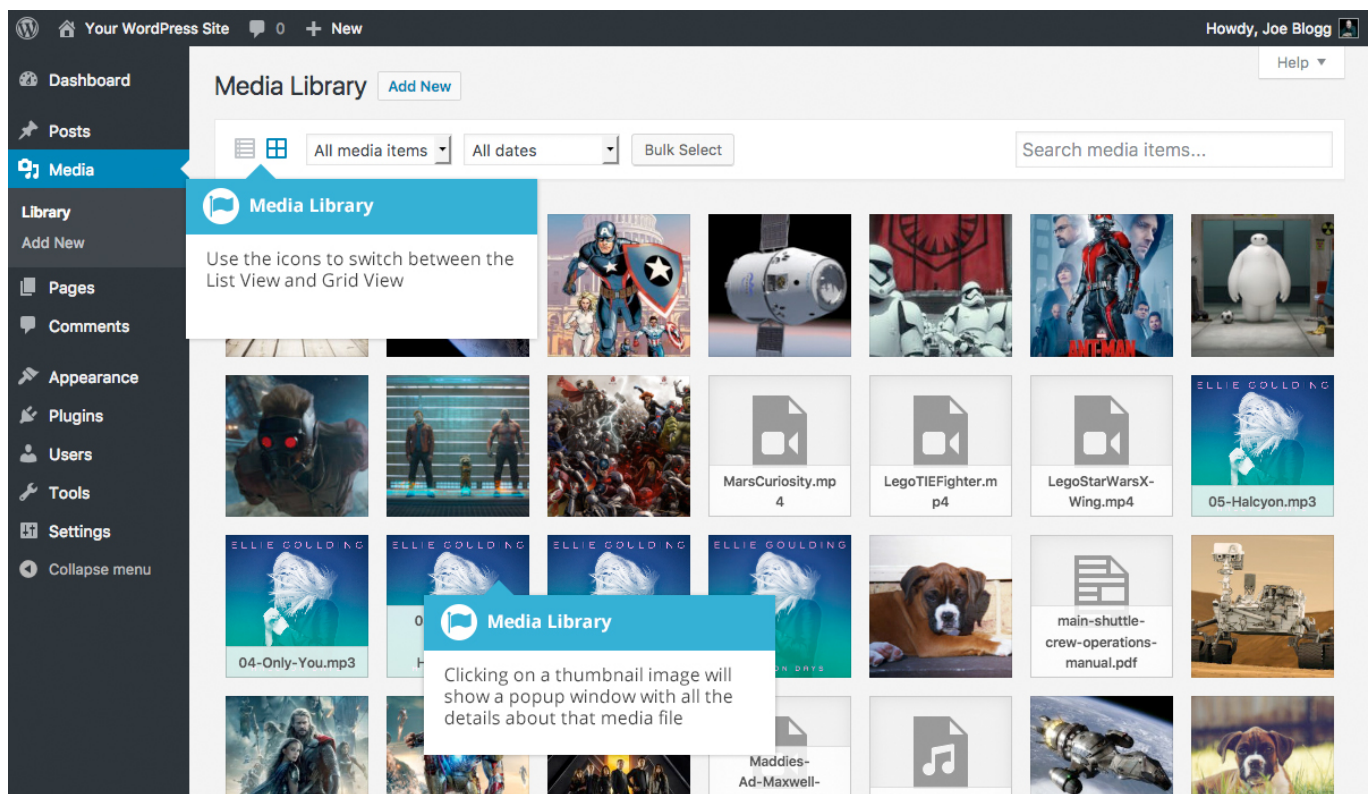 Your WordPress Site 0 + New
Howdy, Joe Blogg
Help
Dashboard
Posts
Media
Library
Add New
Pages
Comments
Appearance
Plugins
Users
Tools
Settings
Collapse menu
Media Library Add New
All media items All dates Bulk Select Search media items...
Media Library
Use the icons to switch between the
List View and Grid View
ANT-MAN
MarsCuriosity.mp
4
LegoTIEFighter.m
p4
LegoStarWarsX-
Wing.mp4
ELLIE GOULDING
05-Halcyon.mp3
ELLIE GOULDING
04-Only-You.mp3
ELLIE GOULDING
0
H
ELLIE GOULDING
ELLIE GOULDING
DAYS
main-shuttle-
crew-operations-
manual.pdf
Media Library
Clicking on a thumbnail image will
show a popup window with all the
details about that media file
Maddies-
Ad-Maxwell-